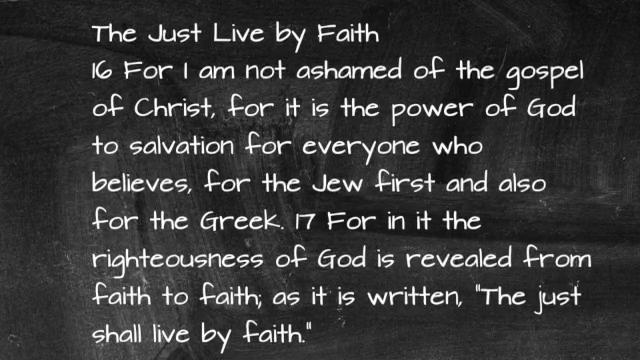 The Just Live by Faith
16 For I am not ashamed of the gospel
of Christ, for it is the power of God
to salvation for everyone who
believes, for the Jew first and also
for the Greek. 17 For in it the
righteousness of God is revealed from
faith to faith; as it is written, "The just
shall live by faith."